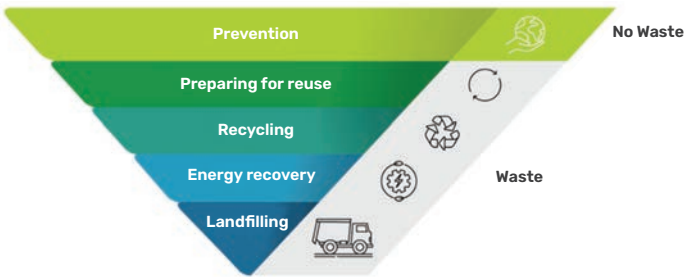 Prevention
No Waste
Preparing for reuse
Recycling
Energy recovery
Waste
Landfilling